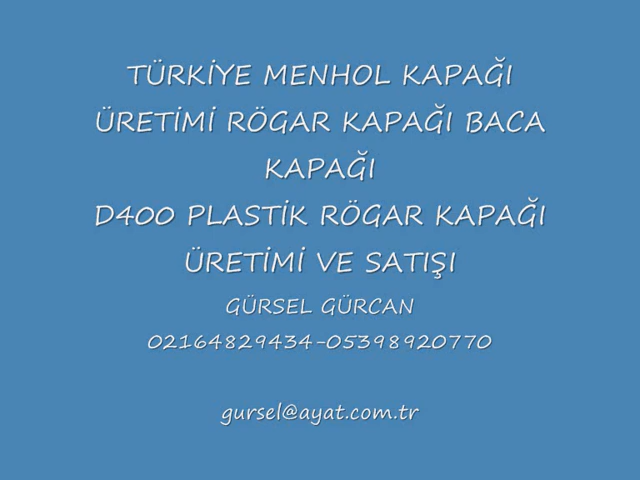 TÜRKİYE MENHOL KAPAĞI
ÜRETİMİ RÖGAR KAPAĞI BACA
KAPAĞI
D400 PLASTİK RÖGAR KAPAĞI
ÜRETİMİ VE SATIŞI
GÜRSEL GÜRCAN
02164829434-05398920770
gursel@ayat.com.tr